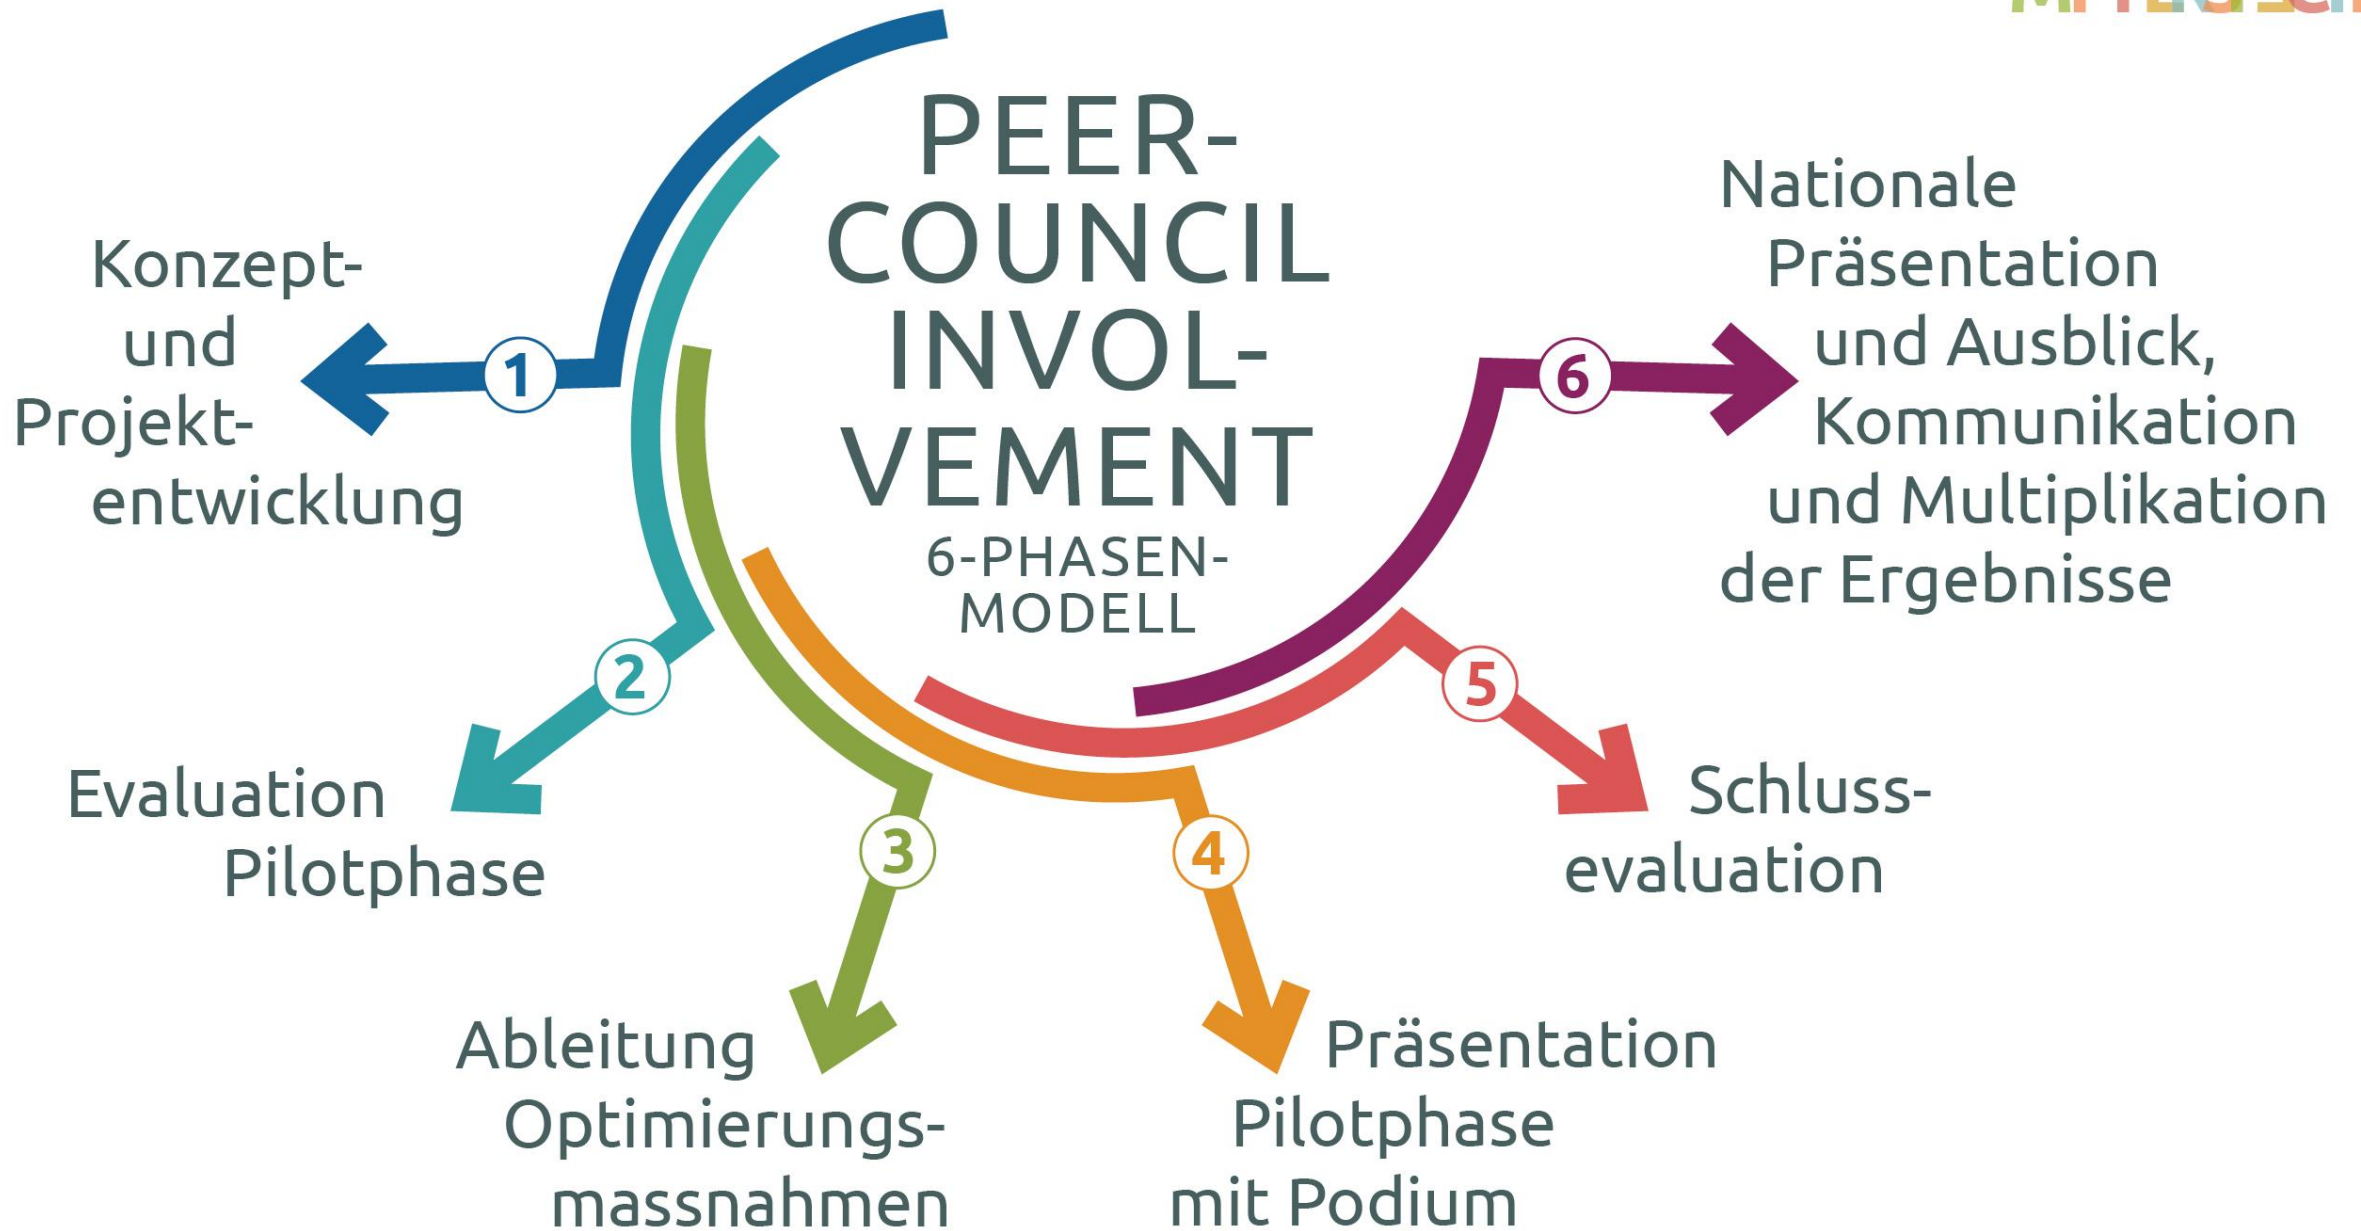 PEER-
COUNCIL
INVOL-
VEMENT
6-PHASEN-
MODELL
1
Konzept-
und
Projekt-
entwicklung
2
Evaluation
Pilotphase
3
Ableitung
Optimierungs-
massnahmen
4
Präsentation
Pilotphase
mit Podium
5
Schluss-
evaluation
6
Nationale
Präsentation
und Ausblick,
Kommunikation
und Multiplikation
der Ergebnisse